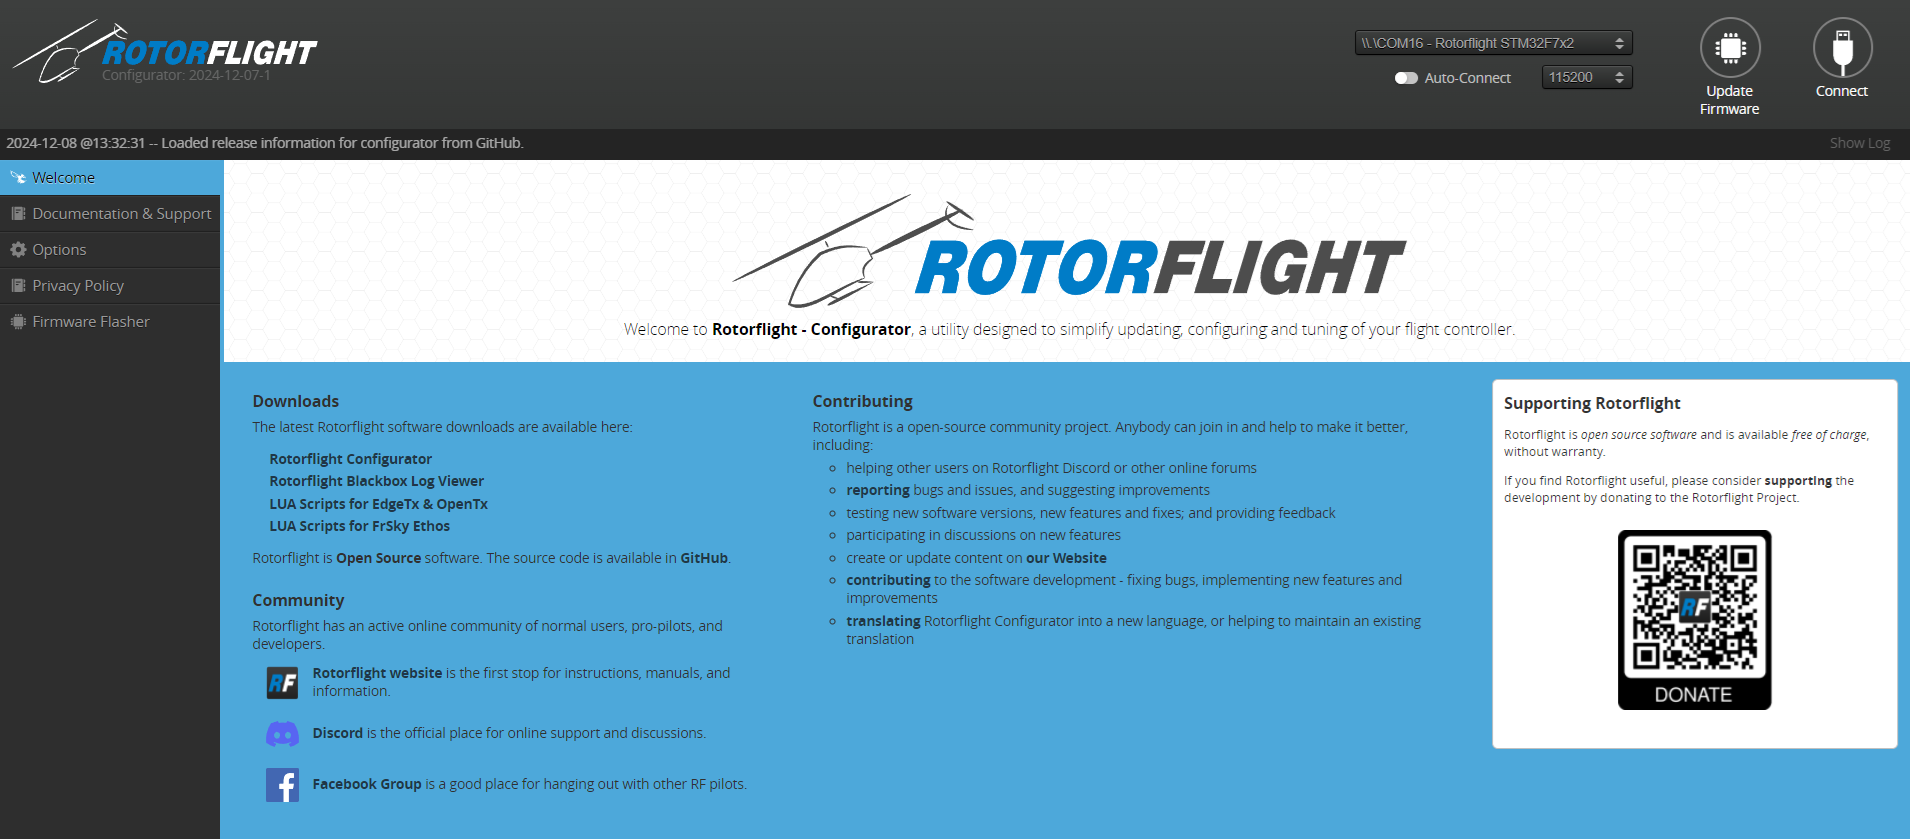 ROTORFLIGHT
Configurator: 2024-12-07-1
\\.\COM16 - Rotorflight STM32F7x2
Auto-Connect
115200
Update
Firmware
Connect
2024-12-08 @13:32:31 -- Loaded release information for configurator from GitHub.
Show Log
Welcome
Documentation & Support
Options
Privacy Policy
Firmware Flasher
ROTORFLIGHT
Welcome to Rotorflight - Configurator, a utility designed to simplify updating, configuring and tuning of your flight controller.
Downloads
The latest Rotorflight software downloads are available here:
Rotorflight Configurator
Rotorflight Blackbox Log Viewer
LUA Scripts for EdgeTx & OpenTx
LUA Scripts for FrSky Ethos
Rotorflight is Open Source software. The source code is available in GitHub.
Community
Rotorflight has an active online community of normal users, pro-pilots, and
developers.
RF
Rotorflight website is the first stop for instructions, manuals, and
information.
Discord is the official place for online support and discussions.
Facebook Group is a good place for hanging out with other RF pilots.
Contributing
Rotorflight is a open-source community project. Anybody can join in and help to make it better,
including:
helping other users on Rotorflight Discord or other online forums
reporting bugs and issues, and suggesting improvements
testing new software versions, new features and fixes; and providing feedback
participating in discussions on new features
create or update content on our Website
contributing to the software development - fixing bugs, implementing new features and
improvements
translating Rotorflight Configurator into a new language, or helping to maintain an existing
translation
Supporting Rotorflight
Rotorflight is open source software and is available free of charge,
without warranty.
If you find Rotorflight useful, please consider supporting the
development by donating to the Rotorflight Project.
RF
DONATE